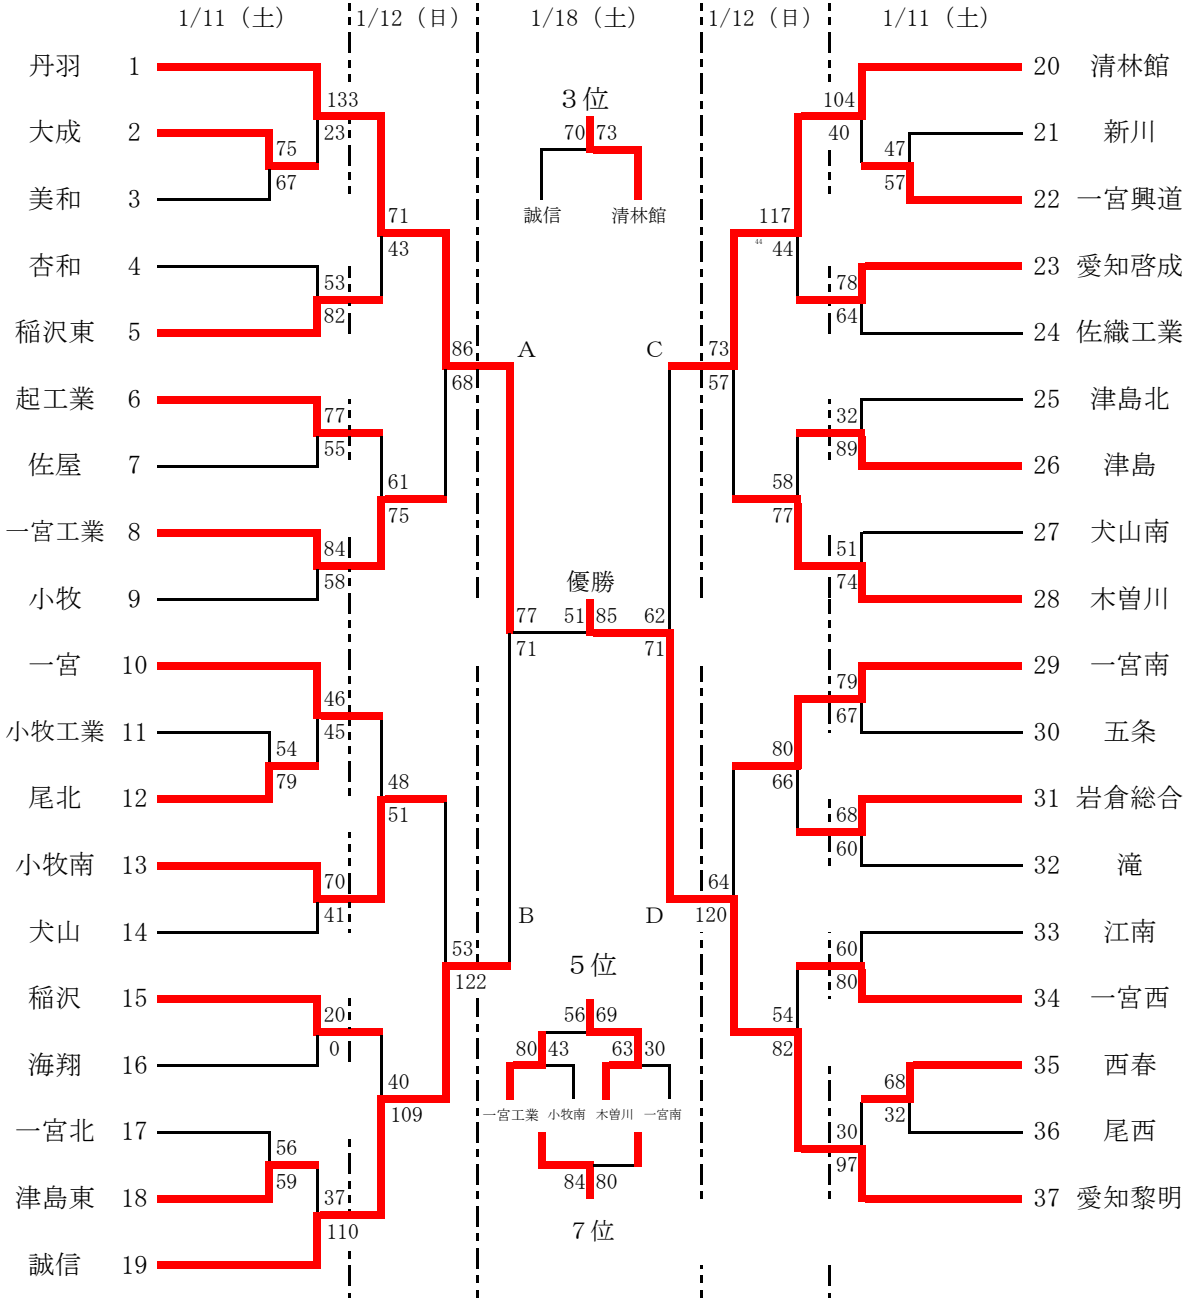 1/11（土）
1/12（日）
1/18（土）
1/12（日）
1/11（土）
丹羽 1
大成 2
美和 3
杏和 4
稲沢東 5
起工業 6
佐屋 7
一宮工業 8
小牧 9
一宮 10
小牧工業 11
尾北 12
小牧南 13
犬山 14
稲沢 15
海翔 16
一宮北 17
津島東 18
誠信 19
133
23
75
67
71
43
53
82
86
68
77
55
61
75
84
58
46
45
54
79
48
51
70
41
53
122
20
0
40
109
56
59
37
110
A
B
77
71
３位
70 73
誠信 清林館
優勝
51 85
62
71
C
D
５位
56 69
80 43 63 30
一宮工業 小牧南 木曽川 一宮南
84 80
７位
104
40
47
57
117
44
44
78
64
73
57
32
89
58
77
51
74
79
67
80
66
68
60
64
120
60
80
54
82
68
32
30
97
20 清林館
21 新川
22 一宮興道
23 愛知啓成
24 佐織工業
25 津島北
26 津島
27 犬山南
28 木曽川
29 一宮南
30 五条
31 岩倉総合
32 滝
33 江南
34 一宮西
35 西春
36 尾西
37 愛知黎明